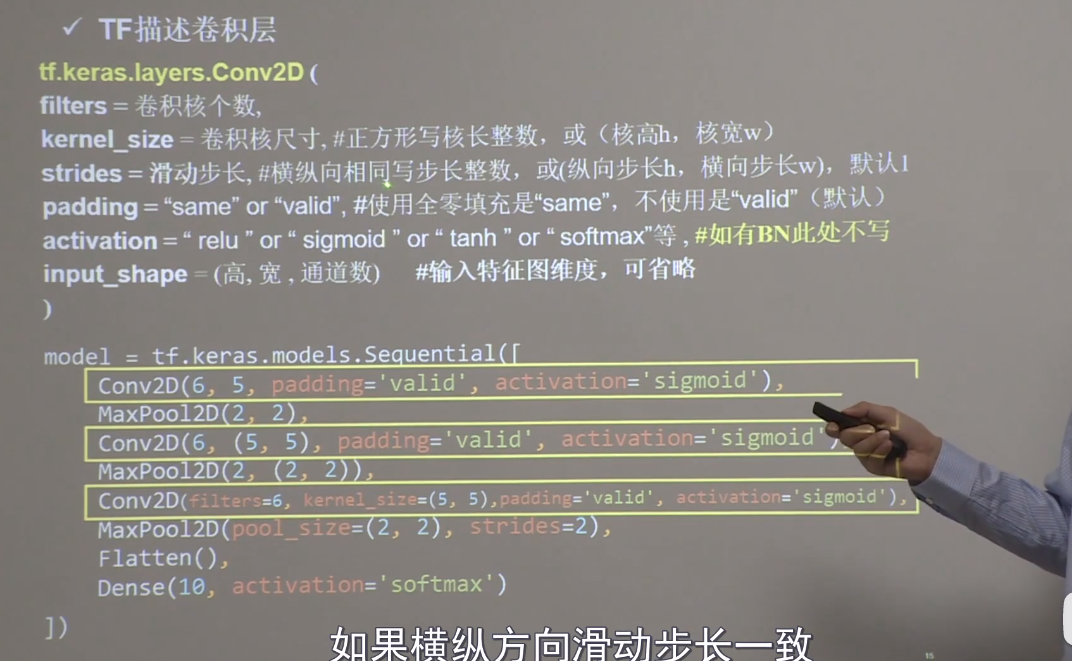 ✓ TF描述卷积层
tf.keras.layers.Conv2D (
filters = 卷积核个数,
kernel_size = 卷积核尺寸, #正方形写核长整数，或（核高h，核宽w）
strides = 滑动步长, #横纵向相同写步长整数，或(纵向步长h，横向步长w)，默认1
padding = “same” or “valid”, #使用全零填充是“same”，不使用是“valid”（默认）
activation = “ relu ” or “ sigmoid ” or “ tanh ” or “ softmax”等 , #如有BN此处不写
input_shape = (高, 宽 , 通道数) #输入特征图维度，可省略
)
model = tf.keras.models.Sequential([
Conv2D(6, 5, padding='valid', activation='sigmoid'),
MaxPool2D(2, 2),
Conv2D(6, (5, 5), padding='valid', activation='sigmoid')
MaxPool2D(2, (2, 2)),
Conv2D(filters=6, kernel_size=(5, 5),padding='valid', activation='sigmoid'),
MaxPool2D(pool_size=(2, 2), strides=2),
Flatten(),
Dense(10, activation='softmax')
])
如果横纵方向滑动步长一致
15